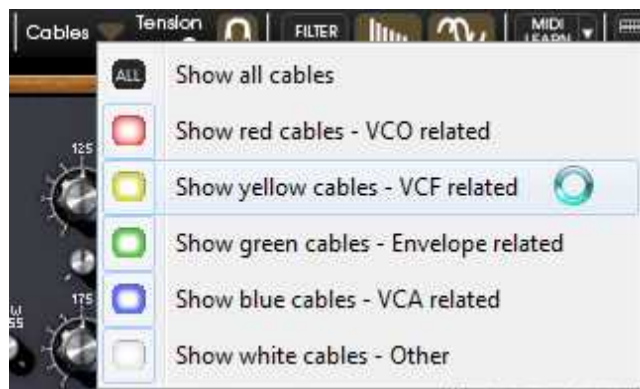 Cables Tension FILTER MIDI
LEARN
ALL Show all cables
Show red cables - VCO related
125
Show yellow cables - VCF related
Show green cables - Envelope related
175 Show blue cables - VCA related
W
55
Show white cables - Other